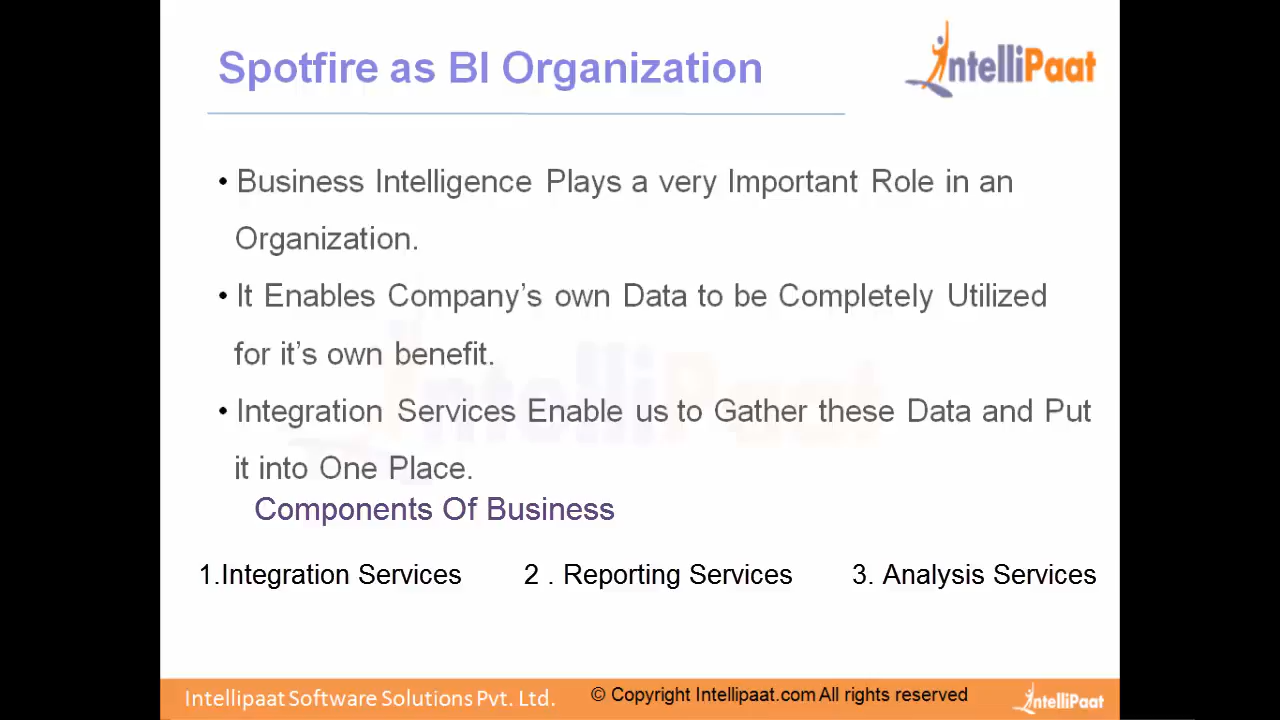 Spotfire as BI Organization
IntelliPaat
• Business Intelligence Plays a very Important Role in an
Organization.
• It Enables Company’s own Data to be Completely Utilized
for it’s own benefit.
• Integration Services Enable us to Gather these Data and Put
it into One Place.
IntelliPaat
Components Of Business
1.Integration Services 2 . Reporting Services 3. Analysis Services
Intellipaat Software Solutions Pvt. Ltd. © Copyright Intellipaat.com All rights reserved IntelliPaat